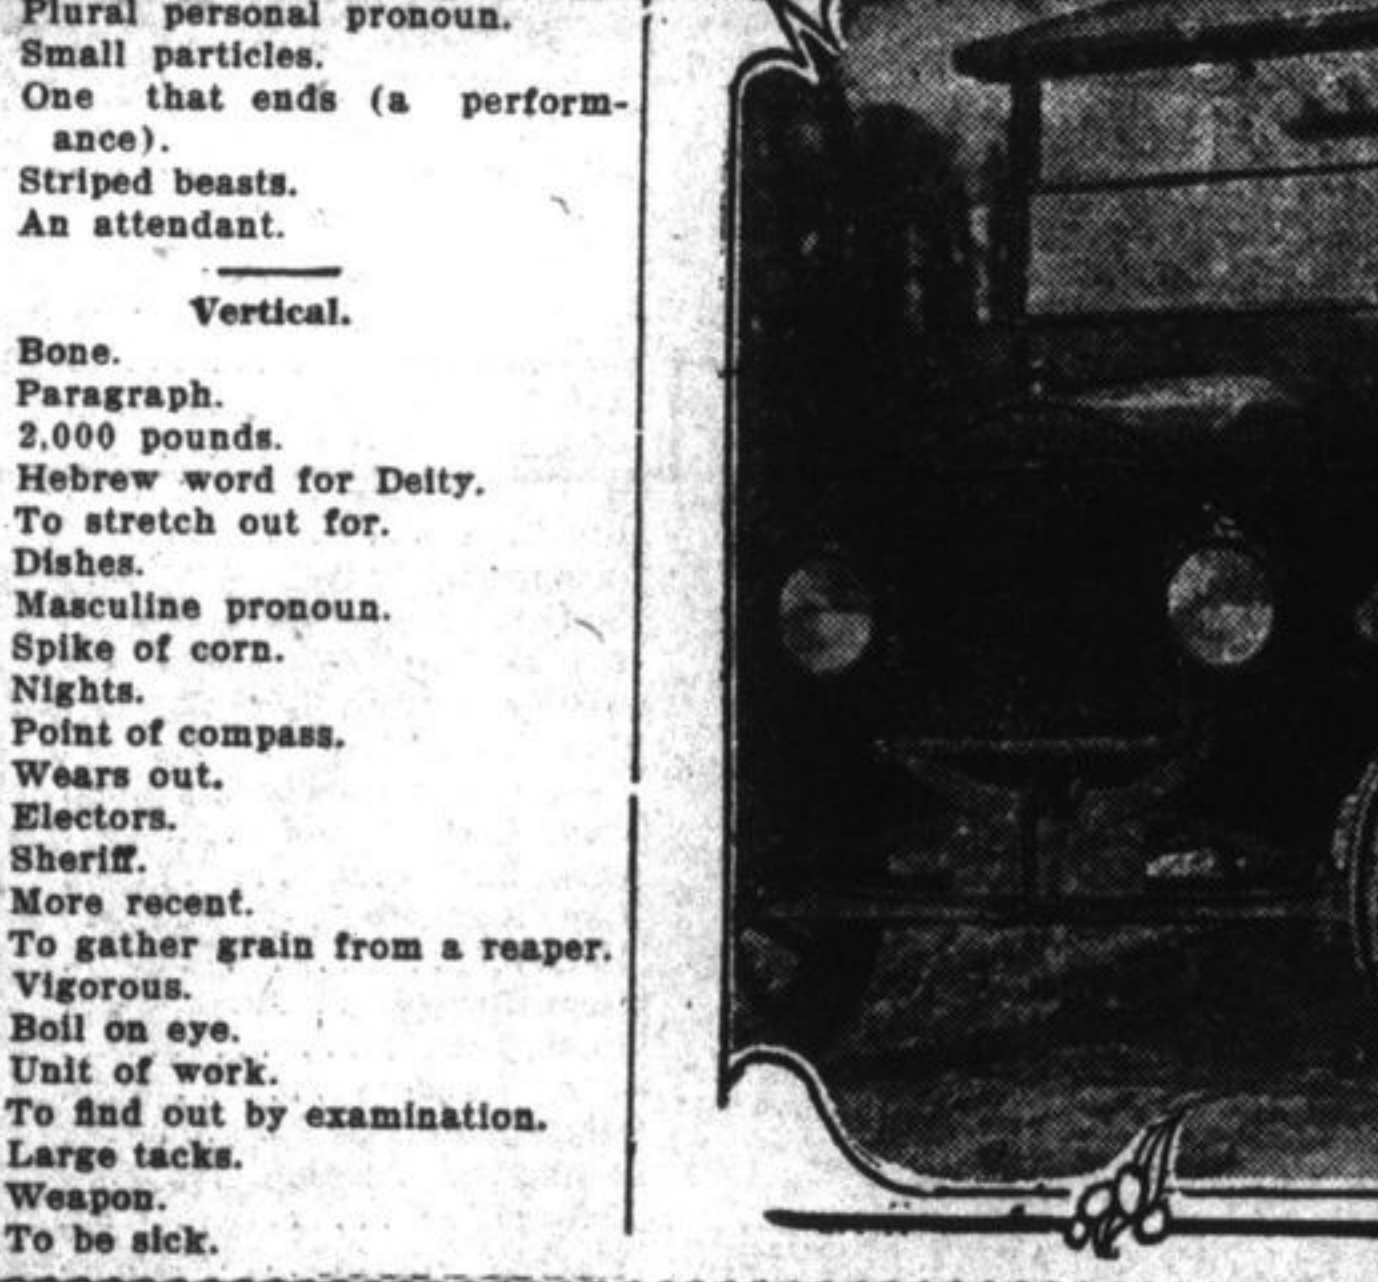 Plural personal pronoun.
Small particles.
One that ends (a perform-
ance).
Striped beasts.
An attendant.
Vertical.
Bone.
Paragraph.
2,000 pounds.
Hebrew word for Deity.
To stretch out for.
Dishes.
Masculine pronoun.
Spike of corn.
Nights.
Point of compass.
Wears out.
Electors.
Sheriff.
More recent.
To gather grain from a reaper.
Vigorous.
Boil on eye.
Unit of work.
To find out by examination.
Large tacks.
Weapon.
To be sick.